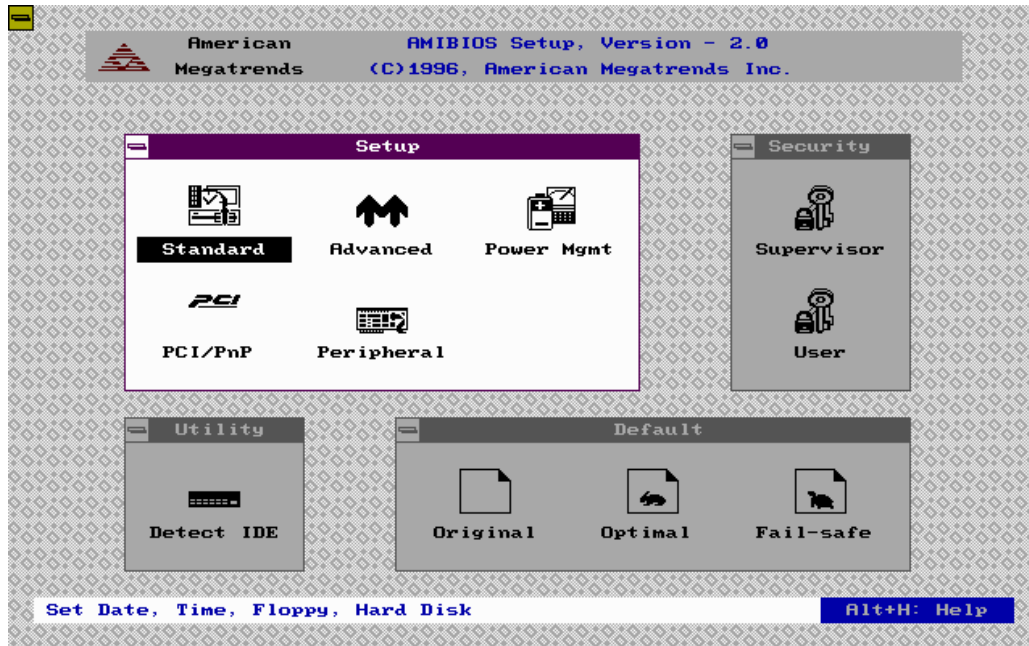 American AMIBIOS Setup, Version - 2.0
Megatrends (C)1996, American Megatrends Inc.
Setup
Security
Standard Advanced Power Mgmt
Supervisor
PCI
PCI/PnP Peripheral
User
Utility
Default
Detect IDE
Original Optimal Fail-safe
Set Date, Time, Floppy, Hard Disk Alt+H: Help